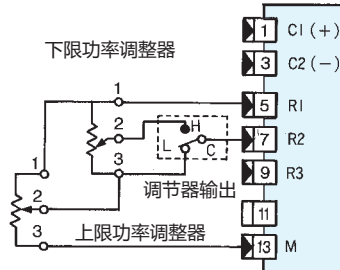 1 C1(+)
下限功率调整器
3 C2(-)
1
5 R1
2 H
L C
7 R2
1
3
9 R3
调节器输出
2
11
上限功率调整器
3
13 M